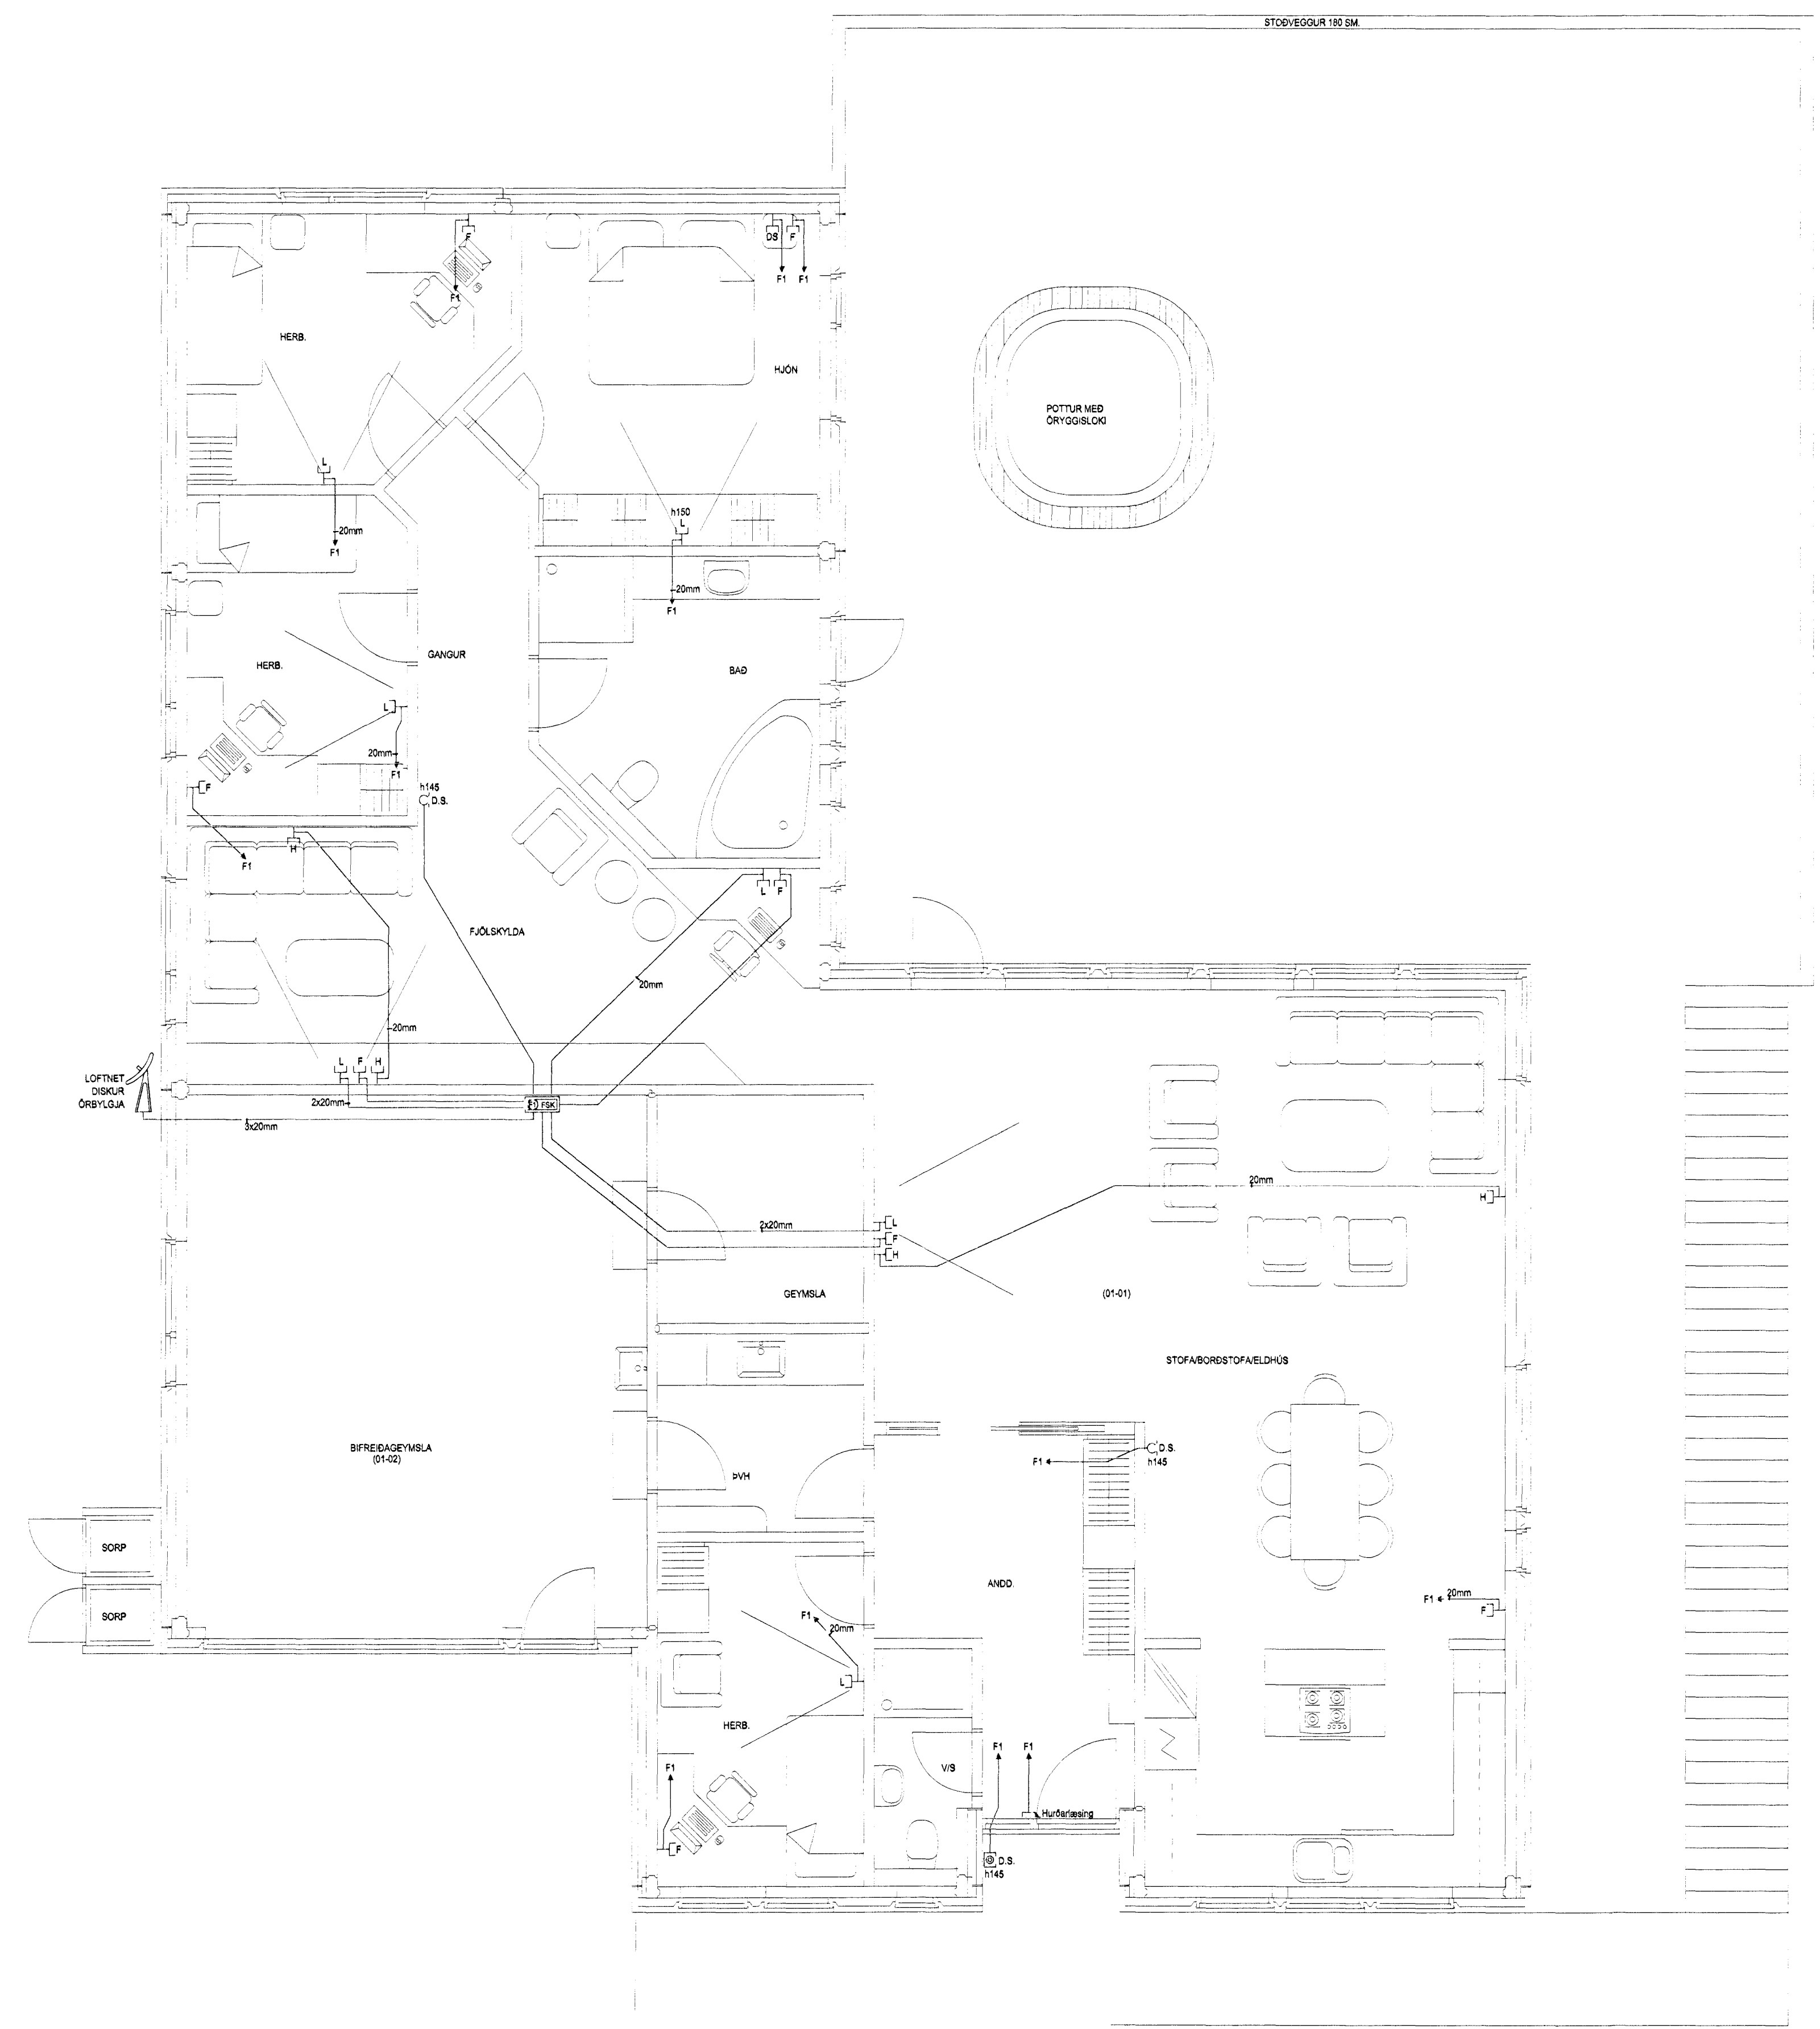 STOÐVEGGUR 180 SM.
F
DS
F
F1
F1
F1
HERB.
HJÓN
POTTUR MEÐ
ÖRYGGISLOKI
L
20mm
F1
h150
L
20mm
F1
HERB.
GANGUR
BAÐ
L
20mm
F1
F
h145
D.S.
H
F1
L
F
FJÖLSKYLDA
20mm
20mm
L
F
H
LOFTNET
DISKUR
ÖRBYLGJA
2x20mm
FSK
3x20mm
20mm
H
2x20mm
L
F
H
GEYMSLA
(01-01)
STOFA/BORÐSTOFA/ELDHÚS
BIFREIÐAGEYMSLA
(01-02)
D.S.
F1
h145
ÞVH
SORP
ANDD.
SORP
20mm
F1
F
F1
20mm
L
HERB.
F1
F1
F1
V/S
Hurðarlæsing
F
D.S.
h145